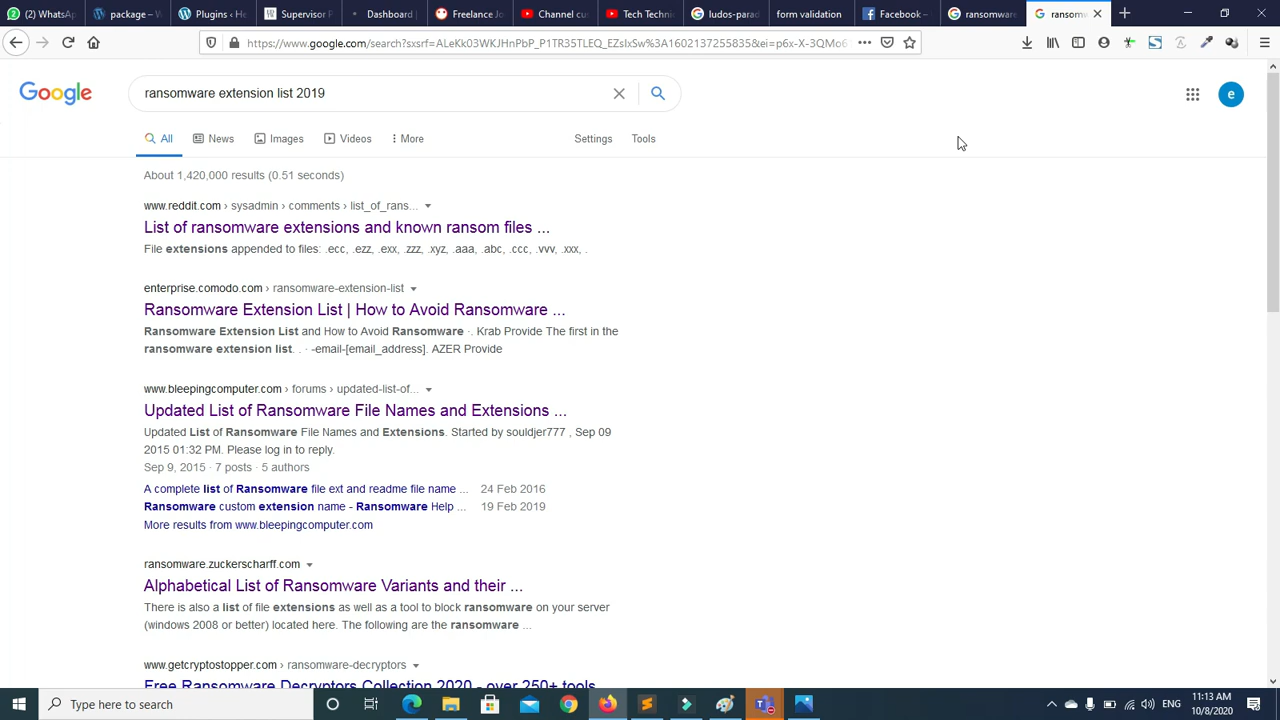 (2) WhatsApp
package – W
Plugins ‹ H
Supervisor
Dashboard
Freelance Jo
Channel cu
Tech Techni
ludos-parad
form validation
Facebook –
ransomware
ransom
https://www.google.com/search?sxsrf=ALeKk03WKJHnPbP_P1TR35TLEQ_EZsIxSw%3A1602137255835&ei=p6x-X-3QMo6
Google
ransomware extension list 2019
e
All
News
Images
Videos
More
Settings
Tools
About 1,420,000 results (0.51 seconds)
www.reddit.com › sysadmin › comments › list_of_rans...
List of ransomware extensions and known ransom files ...
File extensions appended to files: .ecc, .ezz, .exx, .zzz, .xyz, .aaa, .abc, .ccc, .vvv, .xxx, .
enterprise.comodo.com › ransomware-extension-list
Ransomware Extension List | How to Avoid Ransomware ...
Ransomware Extension List and How to Avoid Ransomware ·. Krab Provide The first in the
ransomware extension list. . · -email-[email_address]. AZER Provide
www.bleepingcomputer.com › forums › updated-list-of...
Updated List of Ransomware File Names and Extensions ...
Updated List of Ransomware File Names and Extensions. Started by souldjer777 , Sep 09
2015 01:32 PM. Please log in to reply.
Sep 9, 2015 · 7 posts · 5 authors
A complete list of Ransomware file ext and readme file name ... 24 Feb 2016
Ransomware custom extension name - Ransomware Help ... 19 Feb 2019
More results from www.bleepingcomputer.com
ransomware.zuckerscharff.com
Alphabetical List of Ransomware Variants and their ...
There is also a list of file extensions as well as a tool to block ransomware on your server
(windows 2008 or better) located here. The following are the ransomware ...
www.getcryptostopper.com › ransomware-decryptors
Free Ransomware Decryptors Collection 2020 - over 250+ tools
Type here to search
11:13 AM
10/8/2020